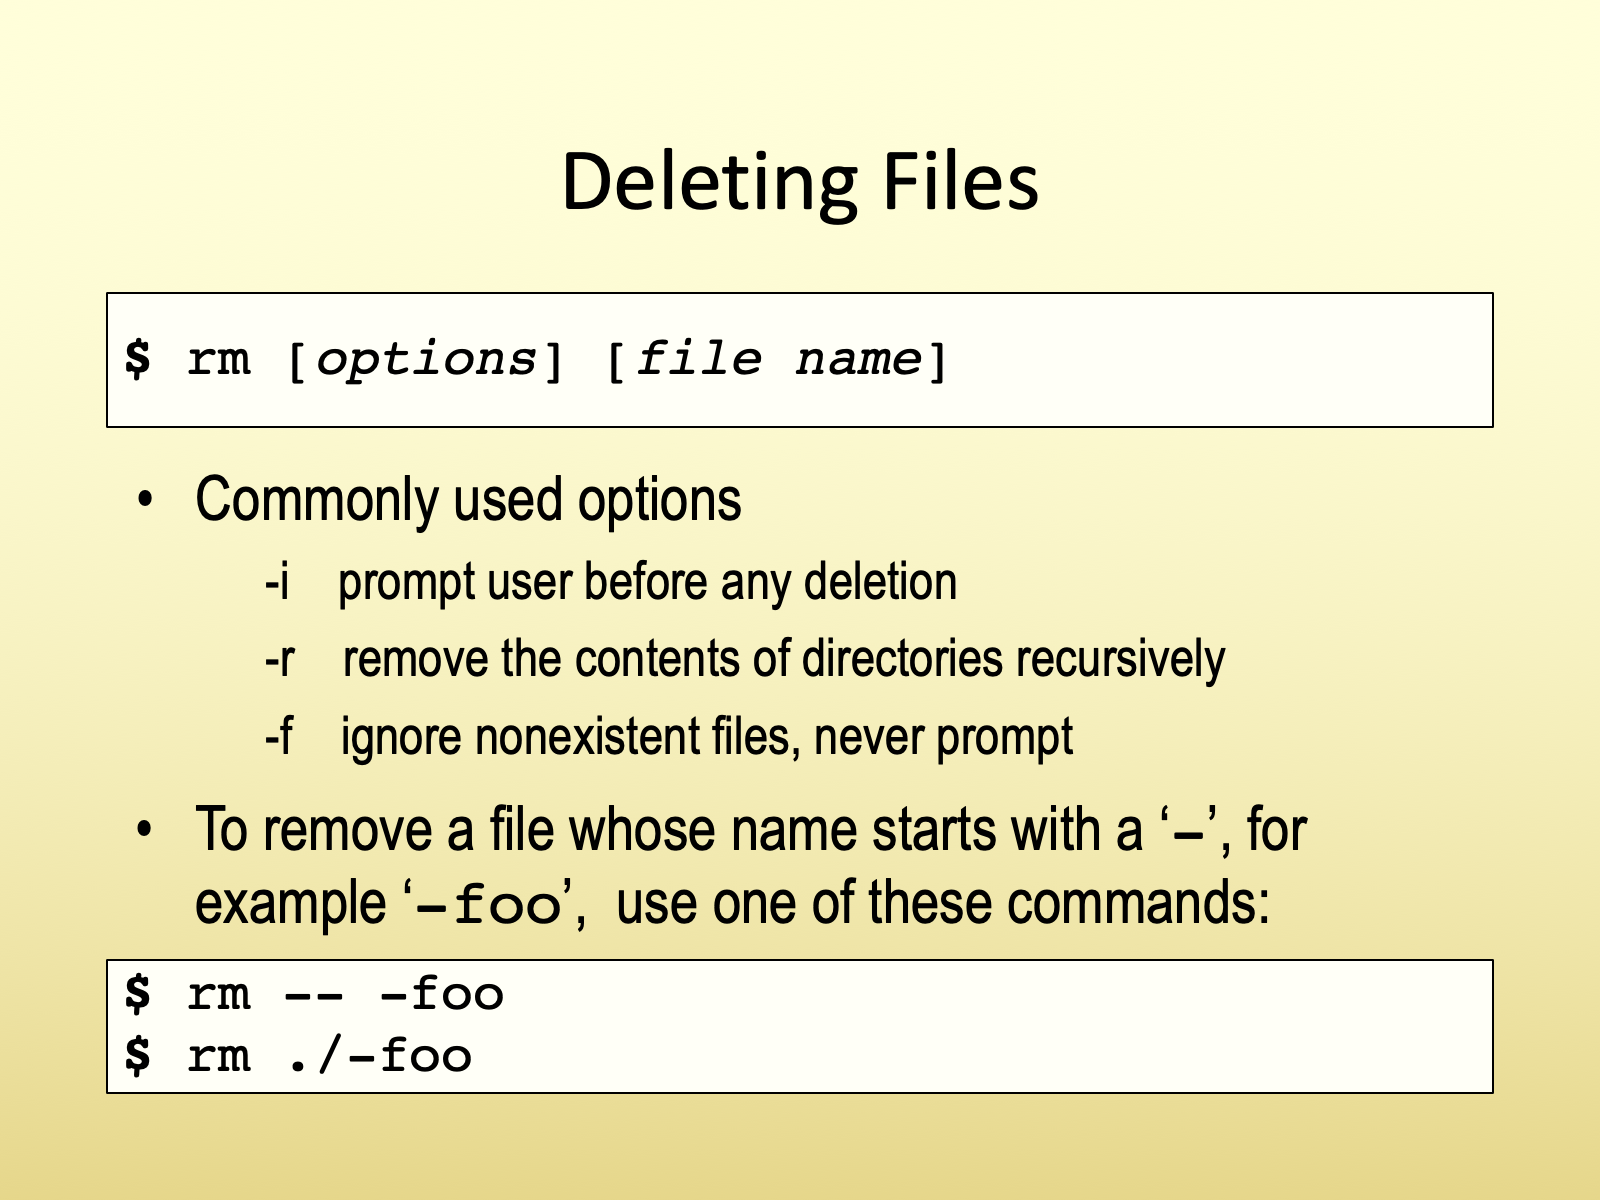 Deleting Files
$ rm [options] [file name]
• Commonly used options
-i prompt user before any deletion
-r remove the contents of directories recursively
-f ignore nonexistent files, never prompt
• To remove a file whose name starts with a ‘-’, for
example ‘-foo’, use one of these commands:
$ rm -- -foo
$ rm ./-foo